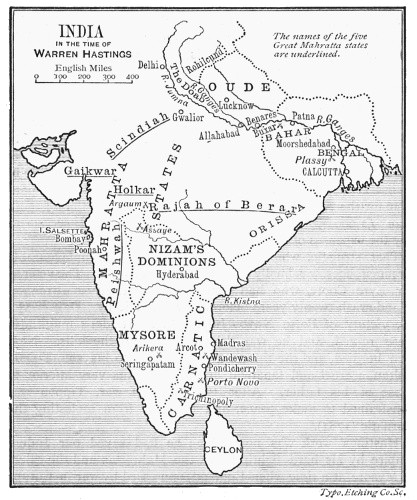 INDIA
IN THE TIME OF
WARREN HASTINGS
English Miles
0 100 200 300 400
The names of the five
Great Mahratta states
are underlined.
Delhi
Rohilcund
The Doab
R. Jumna
R. Ganges
OUDE
Lucknow
Scindiah
Gwalior
Allahabad
Benares
Buxar
Patna
R. Ganges
BAHAR
Moorshedabad
BENGAL
Plassy
CALCUTTA
Gaikwar
Holkar
MAHRATTA
STATES
Argaum
Rajah of Berar
ORISSA
Assaye
I. SALSETTE
Bombay
Poonah
Peishwah
NIZAM'S
DOMINIONS
Hyderabad
R. Kistna
MYSORE
Arikera
Seringapatam
CARNATIC
Arcot
Madras
Wandewash
Pondicherry
Porto Novo
Trichinopoly
CEYLON
Typo. Etching Co. Sc.